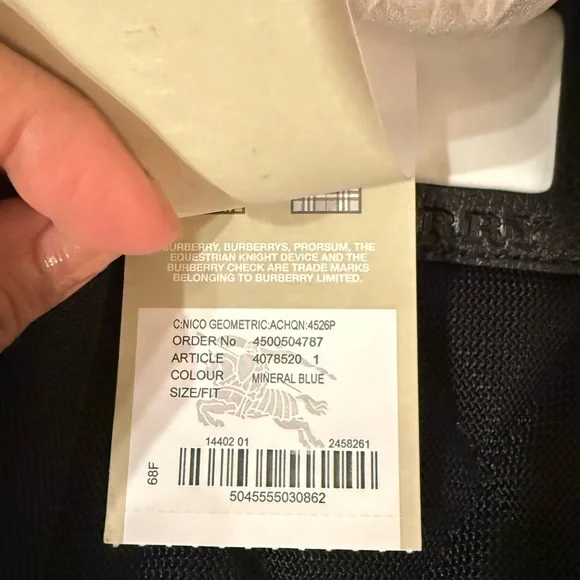 BURBERRY, BURBERRYS, PRORSUM, THE
EQUESTRIAN KNIGHT DEVICE AND THE
BURBERRY CHECK ARE TRADE MARKS
BELONGING TO BURBERRY LIMITED.
C:NICO GEOMETRIC:ACHQN:4526P
ORDER No 4500504787
ARTICLE 4078520 1
COLOUR MINERAL BLUE
SIZE/FIT
14402 01 2458261
68F
5045555030862